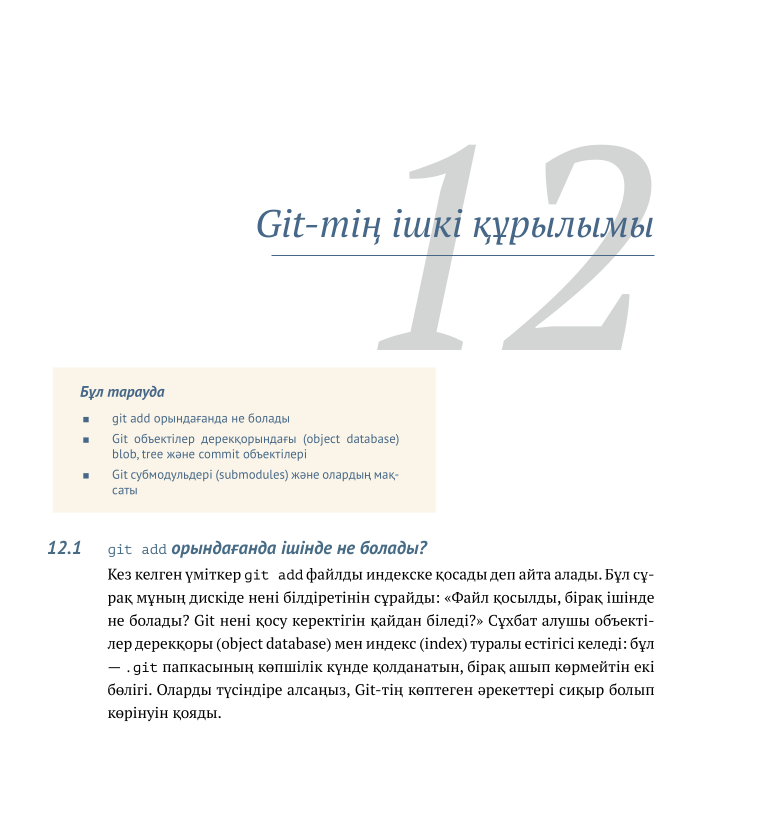 12
Git-тің ішкі құрылымы
Бұл тарауда
▪ git add орындағанда не болады
▪ Git объектілер дерекқорындағы (object database)
blob, tree және commit объектілері
▪ Git субмодульдері (submodules) және олардың мақ-
саты
12.1 git add орындағанда ішінде не болады?
Кез келген үміткер git add файлды индекске қосады деп айта алады. Бұл сұ-
рақ мұның дискіде нені білдіретінін сұрайды: «Файл қосылды, бірақ ішінде
не болады? Git нені қосу керектігін қайдан біледі?» Сұхбат алушы объекті-
лер дерекқоры (object database) мен индекс (index) туралы естігісі келеді: бұл
— .git папкасының көпшілік күнде қолданатын, бірақ ашып көрмейтін екі
бөлігі. Оларды түсіндіре алсаңыз, Git-тің көптеген әрекеттері сиқыр болып
көрінуін қояды.